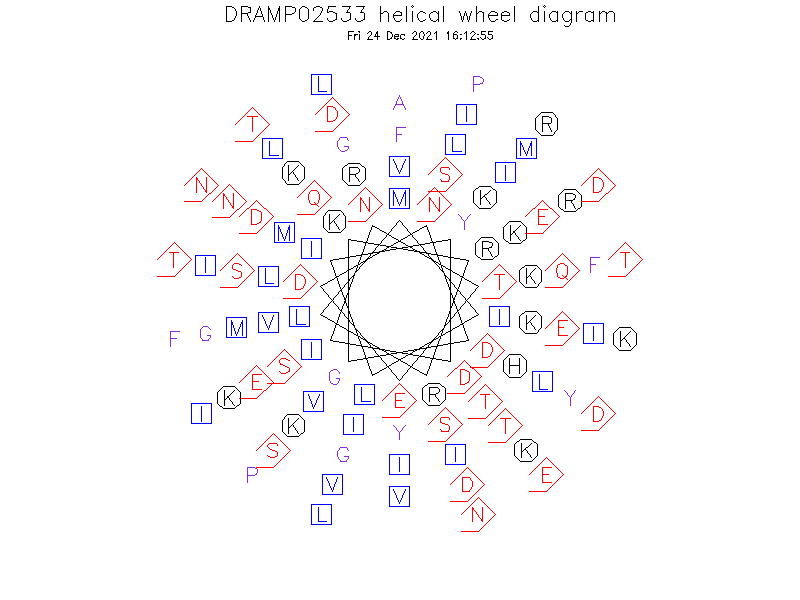 DRAMP02533 helical wheel diagram
Fri 24 Dec 2021 16:12:55
L P
A
D I R
T F
G L M
L V S I D
K R K R
N N Q N M N E
D K Y K
M I R F T
T I S L D T K Q
F G M V L I K E I K
I D H
S L Y
E G D
K L E R T
I V D
K I Y S T
S G I K E
P I
V D
V
L N